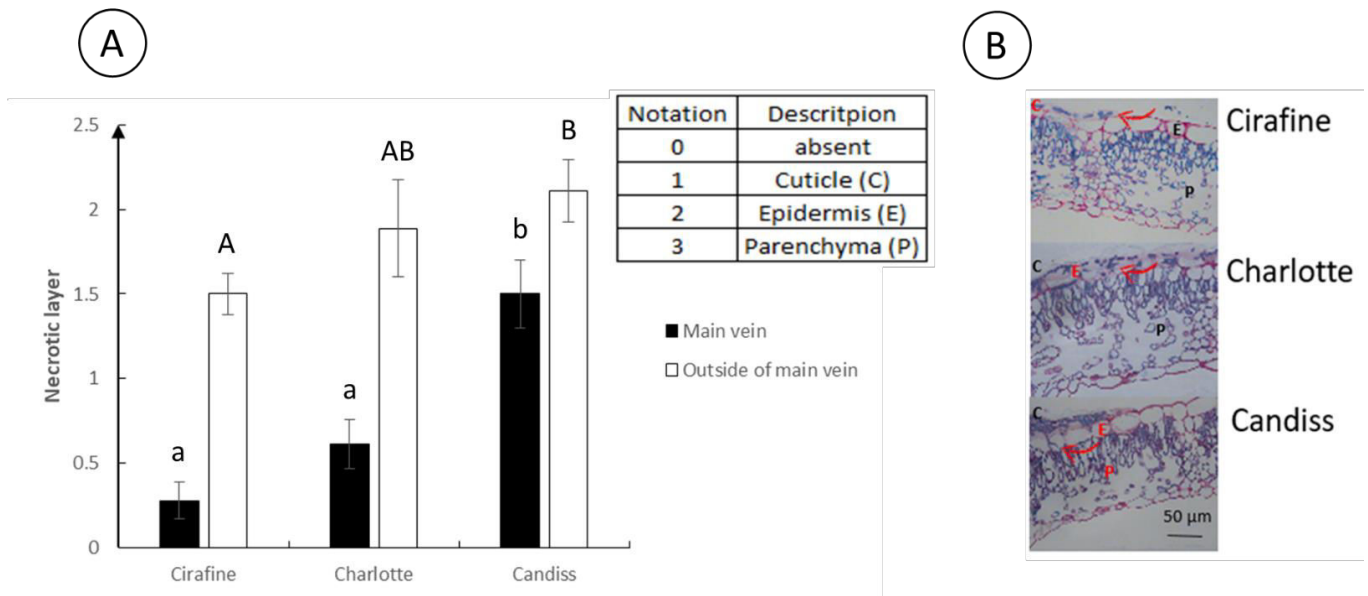 A
2.5
2
1.5
1
0.5
0
Necrotic layer
a
A
a
AB
b
B
Cirafine
Charlotte
Candiss
Notation Descritpion
0 absent
1 Cuticle (C)
2 Epidermis (E)
3 Parenchyma (P)
Main vein
Outside of main vein
B
C
E
P
Cirafine
C
E
P
Charlotte
C
E
P
Candiss
50 µm